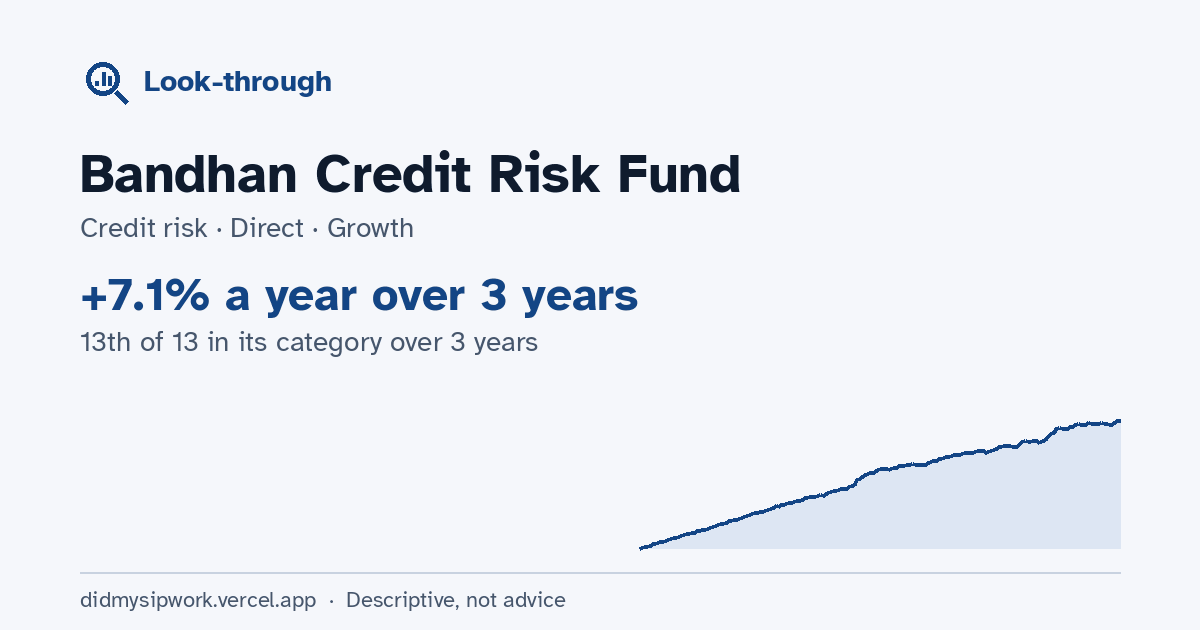 Look-through
Bandhan Credit Risk Fund
Credit risk · Direct · Growth
+7.1% a year over 3 years
13th of 13 in its category over 3 years
didmysipwork.vercel.app · Descriptive, not advice